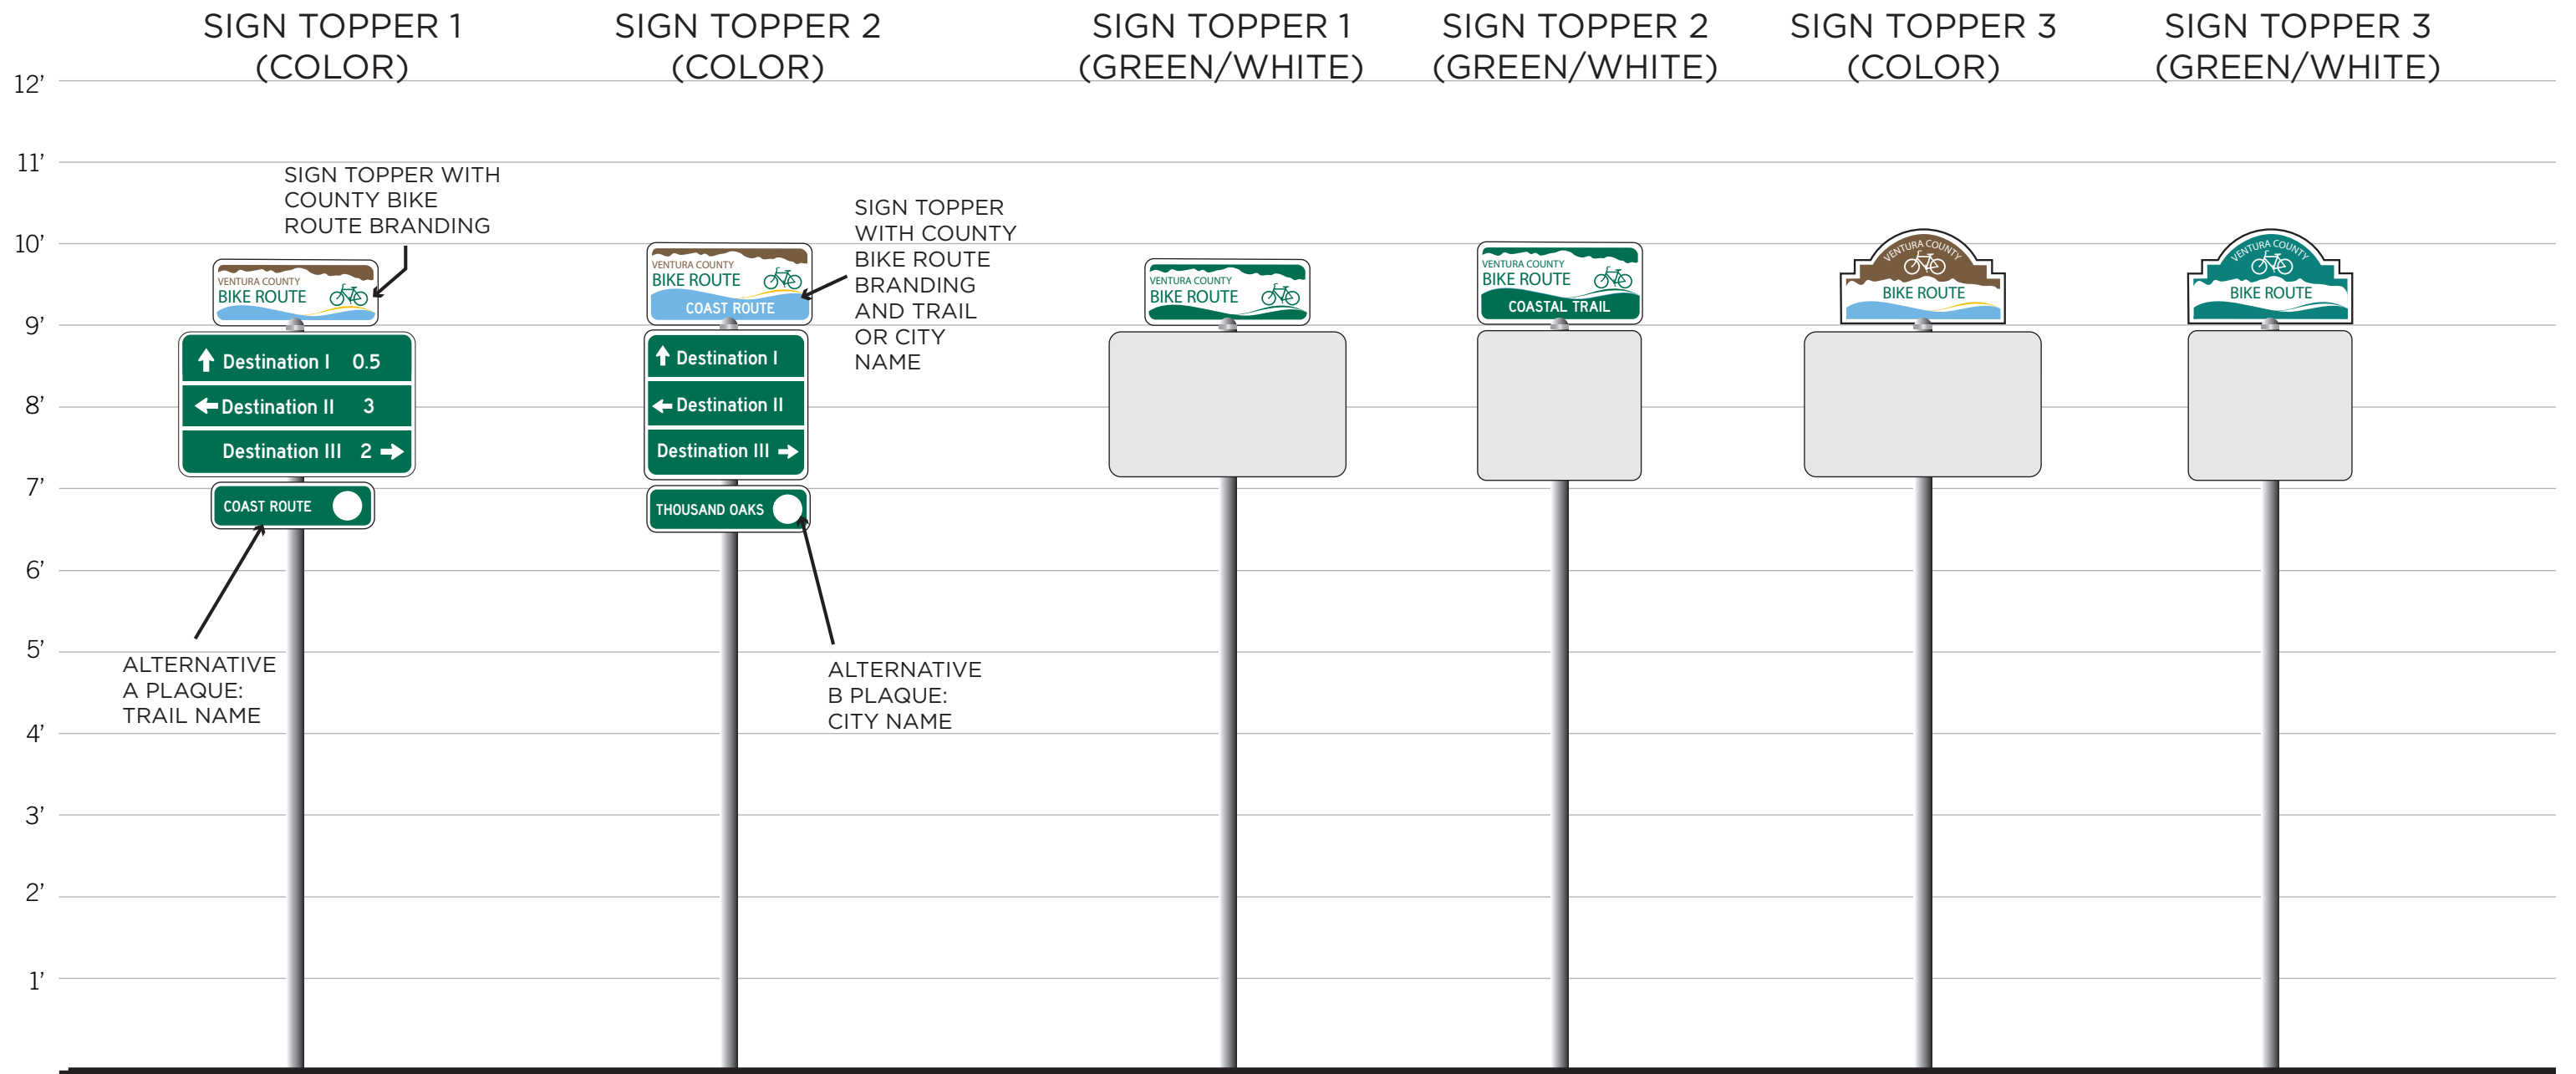 SIGN TOPPER 1
(COLOR)
SIGN TOPPER 2
(COLOR)
SIGN TOPPER 1
(GREEN/WHITE)
SIGN TOPPER 2
(GREEN/WHITE)
SIGN TOPPER 3
(COLOR)
SIGN TOPPER 3
(GREEN/WHITE)
12’
11’
10’
9’
8’
7’
6’
5’
4’
3’
2’
1’
SIGN TOPPER WITH
COUNTY BIKE
ROUTE BRANDING
VENTURA COUNTY
BIKE ROUTE
Destination I 0.5
Destination II 3
Destination III 2
COAST ROUTE
ALTERNATIVE
A PLAQUE:
TRAIL NAME
SIGN TOPPER
WITH COUNTY
BIKE ROUTE
BRANDING
AND TRAIL
OR CITY
NAME
VENTURA COUNTY
BIKE ROUTE
COAST ROUTE
Destination I
Destination II
Destination III
THOUSAND OAKS
ALTERNATIVE
B PLAQUE:
CITY NAME
VENTURA COUNTY
BIKE ROUTE
VENTURA COUNTY
BIKE ROUTE
COASTAL TRAIL
VENTURA COUNTY
BIKE ROUTE
VENTURA COUNTY
BIKE ROUTE